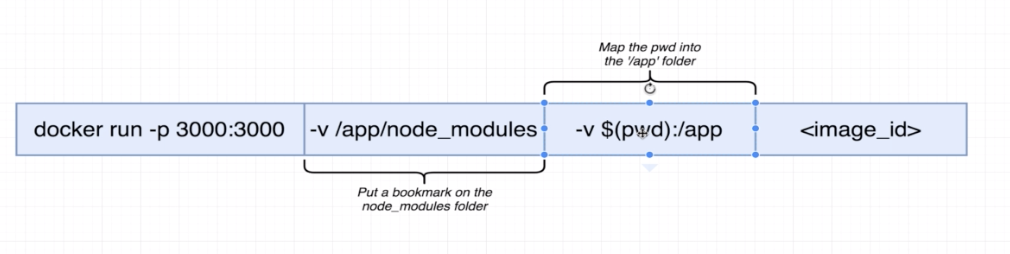 Map the pwd into
the '/app' folder
docker run -p 3000:3000 -v /app/node_modules -v $(pwd):/app <image_id>
Put a bookmark on the
node_modules folder